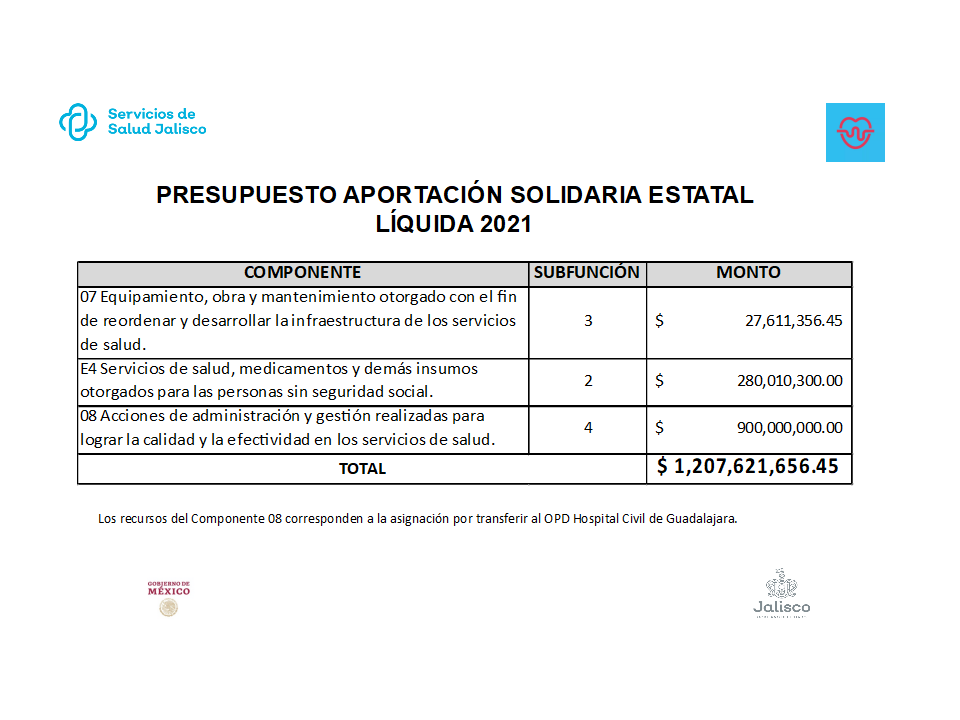 Servicios de
Salud Jalisco
PRESUPUESTO APORTACIÓN SOLIDARIA ESTATAL
LÍQUIDA 2021
COMPONENTE SUBFUNCIÓN MONTO
07 Equipamiento, obra y mantenimiento otorgado con el fin
de reordenar y desarrollar la infraestructura de los servicios
de salud.
3 $ 27,611,356.45
E4 Servicios de salud, medicamentos y demás insumos
otorgados para las personas sin seguridad social.
2 $ 280,010,300.00
08 Acciones de administración y gestión realizadas para
lograr la calidad y la efectividad en los servicios de salud.
4 $ 900,000,000.00
TOTAL $ 1,207,621,656.45
Los recursos del Componente 08 corresponden a la asignación por transferir al OPD Hospital Civil de Guadalajara.
GOBIERNO DE
MÉXICO
Jalisco